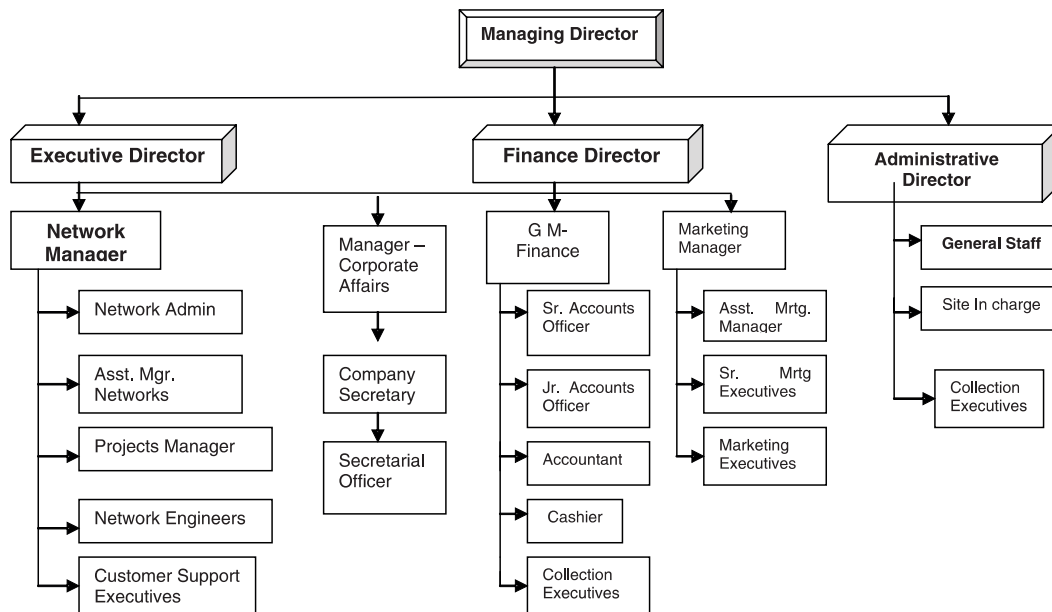 Managing Director
Executive Director
Finance Director
Administrative
Director
Network
Manager
Network Admin
Asst. Mgr.
Networks
Projects Manager
Network Engineers
Customer Support
Executives
Manager –
Corporate
Affairs
Company
Secretary
Secretarial
Officer
G M-
Finance
Sr. Accounts
Officer
Jr. Accounts
Officer
Accountant
Cashier
Collection
Executives
Marketing
Manager
Asst. Mrtg.
Manager
Sr. Mrtg
Executives
Marketing
Executives
General Staff
Site In charge
Collection
Executives